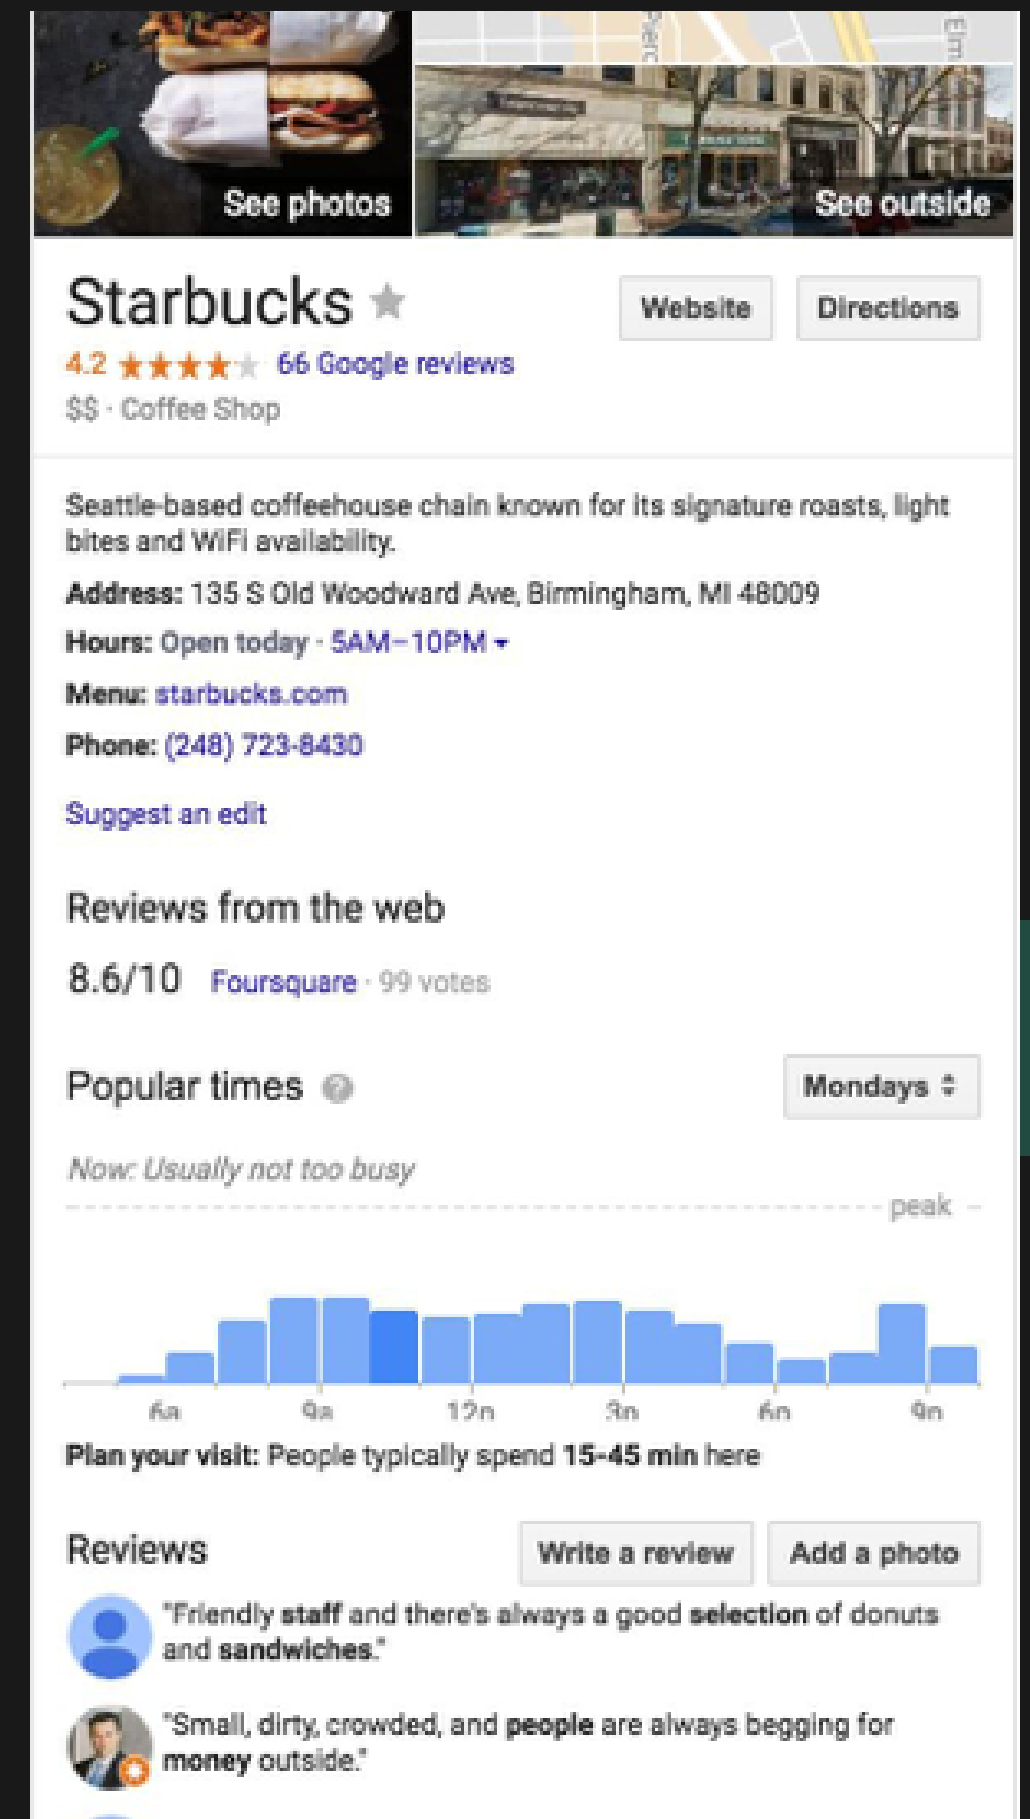 Elm
See photos
See outside
Starbucks
Website
Directions
4.2
66 Google reviews
$$ · Coffee Shop
Seattle-based coffeehouse chain known for its signature roasts, light
bites and WiFi availability.
Address: 135 S Old Woodward Ave, Birmingham, MI 48009
Hours: Open today · 5AM–10PM
Menu: starbucks.com
Phone: (248) 723-8430
Suggest an edit
Reviews from the web
8.6/10 Foursquare · 99 votes
Popular times ?
Mondays
Now: Usually not too busy
peak
6a 9a 12p 3p 6p 9p
Plan your visit: People typically spend 15-45 min here
Reviews
Write a review
Add a photo
"Friendly staff and there's always a good selection of donuts
and sandwiches."
"Small, dirty, crowded, and people are always begging for
money outside."